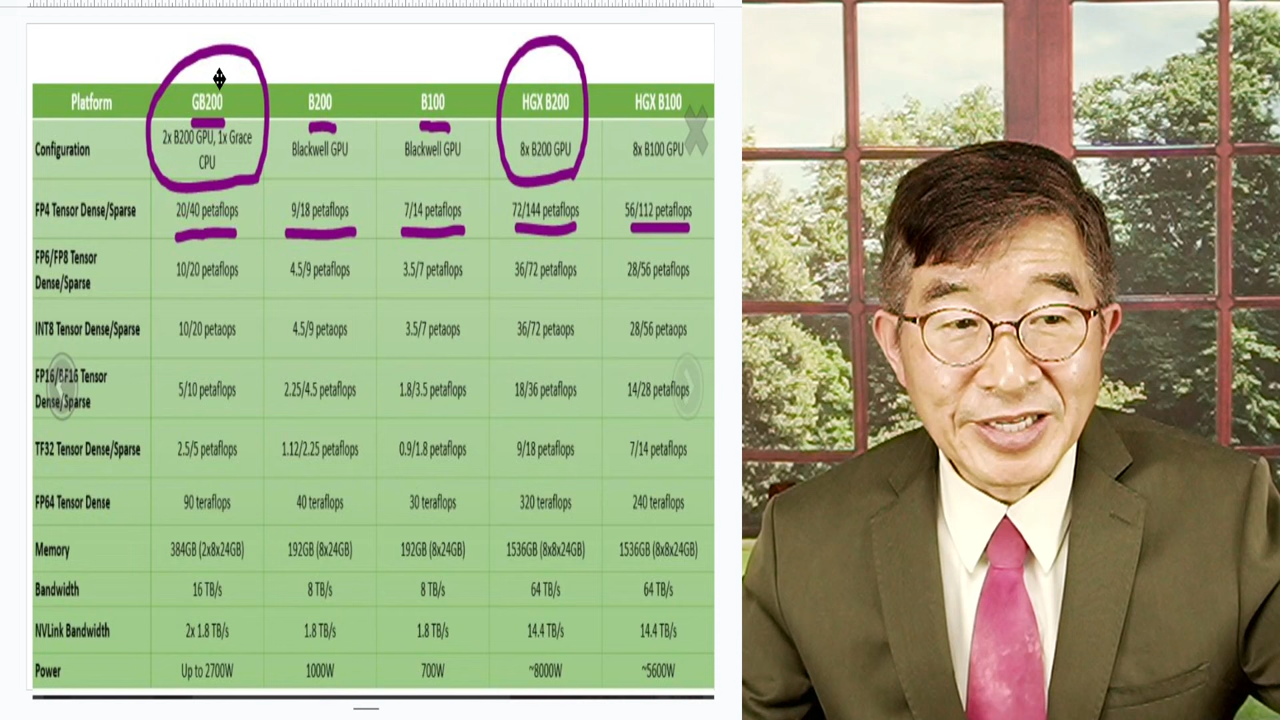 Platform GB200 B200 B100 HGX B200 HGX B100
Configuration 2x B200 GPU, 1x Grace CPU Blackwell GPU Blackwell GPU 8x B200 GPU 8x B100 GPU
FP4 Tensor Dense/Sparse 20/40 petaflops 9/18 petaflops 7/14 petaflops 72/144 petaflops 56/112 petaflops
FP6/FP8 Tensor Dense/Sparse 10/20 petaflops 4.5/9 petaflops 3.5/7 petaflops 36/72 petaflops 28/56 petaflops
INT8 Tensor Dense/Sparse 10/20 petaops 4.5/9 petaops 3.5/7 petaops 36/72 petaops 28/56 petaops
FP16/BF16 Tensor Dense/Sparse 5/10 petaflops 2.25/4.5 petaflops 1.8/3.5 petaflops 18/36 petaflops 14/28 petaflops
TF32 Tensor Dense/Sparse 2.5/5 petaflops 1.12/2.25 petaflops 0.9/1.8 petaflops 9/18 petaflops 7/14 petaflops
FP64 Tensor Dense 90 teraflops 40 teraflops 30 teraflops 320 teraflops 240 teraflops
Memory 384GB (2x8x24GB) 192GB (8x24GB) 192GB (8x24GB) 1536GB (8x8x24GB) 1536GB (8x8x24GB)
Bandwidth 16 TB/s 8 TB/s 8 TB/s 64 TB/s 64 TB/s
NVLink Bandwidth 2x 1.8 TB/s 1.8 TB/s 1.8 TB/s 14.4 TB/s 14.4 TB/s
Power Up to 2700W 1000W 700W ~8000W ~5600W